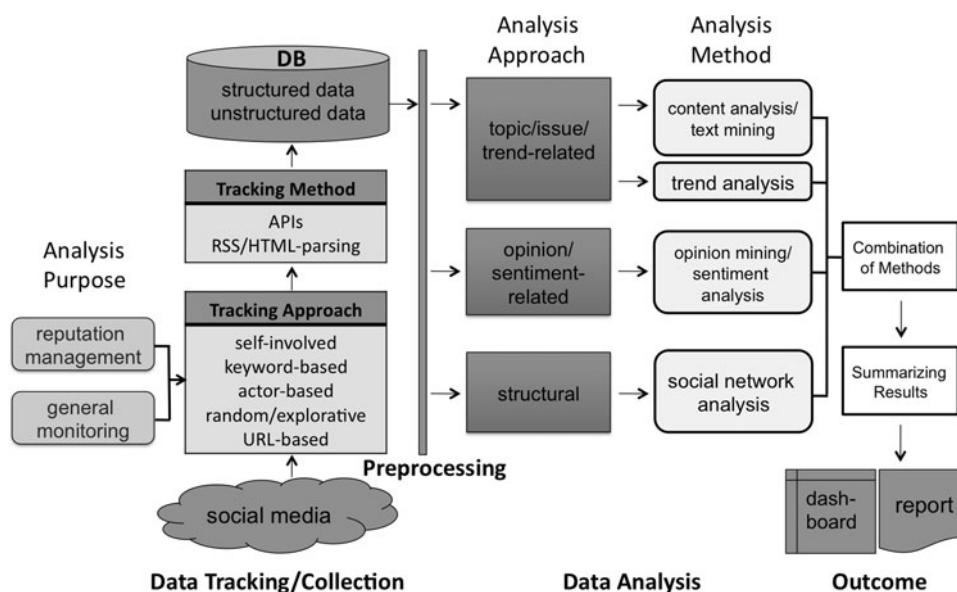 DB
structured data
unstructured data
Tracking Method
APIs
RSS/HTML-parsing
Analysis
Purpose
reputation
management
general
monitoring
Tracking Approach
self-involved
keyword-based
actor-based
random/explorative
URL-based
social media
Data Tracking/Collection
Preprocessing
Analysis
Approach
topic/issue/
trend-related
opinion/
sentiment-
related
structural
Analysis
Method
content analysis/
text mining
trend analysis
opinion mining/
sentiment
analysis
social network
analysis
Data Analysis
Combination
of Methods
Summarizing
Results
dash-
board
report
Outcome